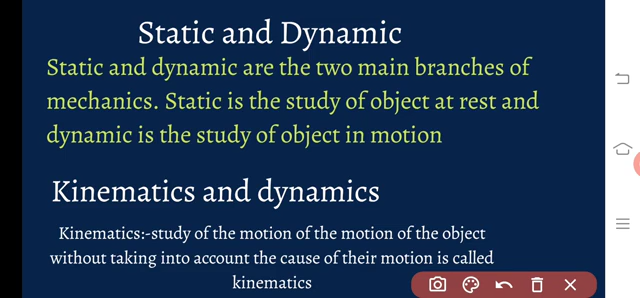 Static and Dynamic
Static and dynamic are the two main branches of
mechanics. Static is the study of object at rest and
dynamic is the study of object in motion
Kinematics and dynamics
Kinematics:-study of the motion of the motion of the object
without taking into account the cause of their motion is called
kinematics